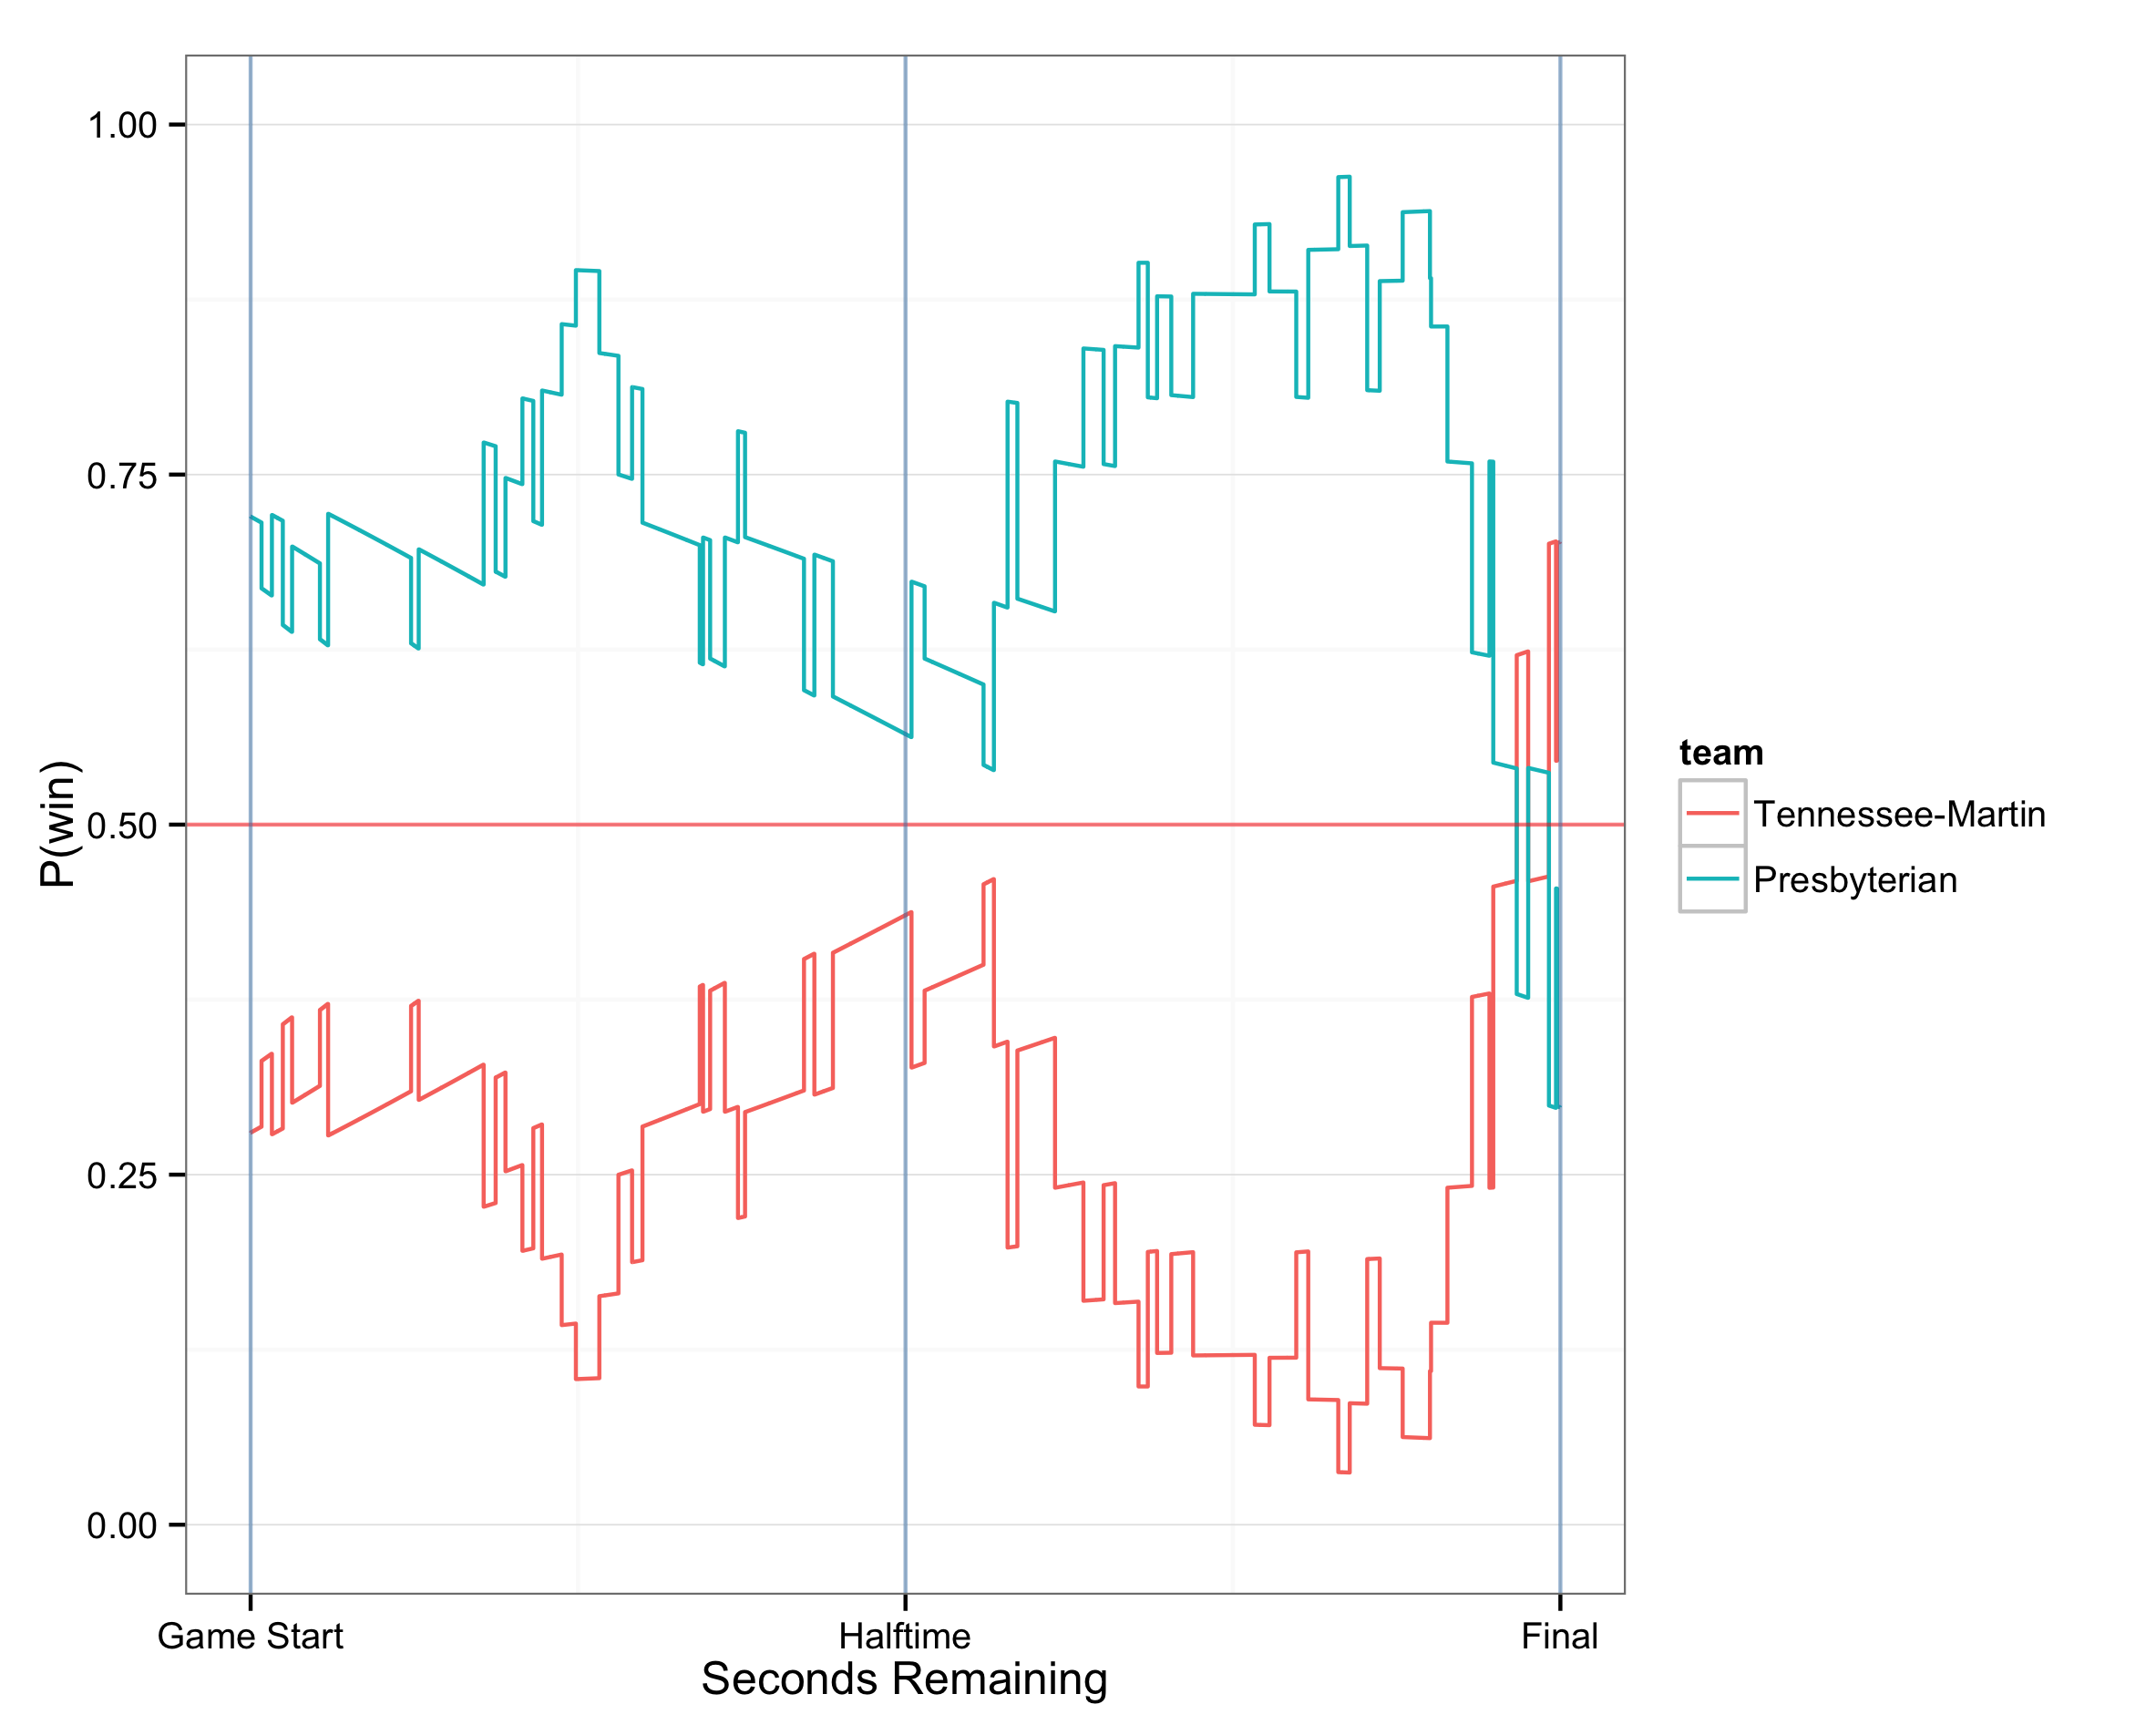 1.00
0.75
0.50
0.25
0.00
P(win)
Game Start
Halftime
Final
Seconds Remaining
team
Tennessee-Martin
Presbyterian